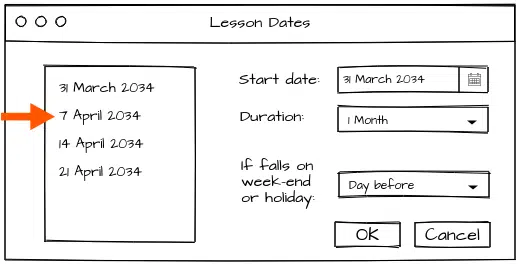 Lesson Dates
31 March 2034
7 April 2034
14 April 2034
21 April 2034
Start date:
31 March 2034
Duration:
1 Month
If falls on
week-end
or holiday:
Day before
OK
Cancel